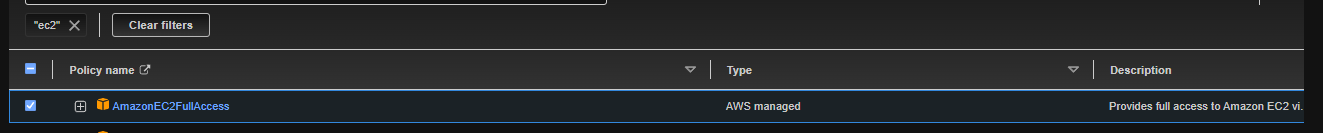 "ec2"
Clear filters
Policy name Type Description
AmazonEC2FullAccess AWS managed Provides full access to Amazon EC2 vi...